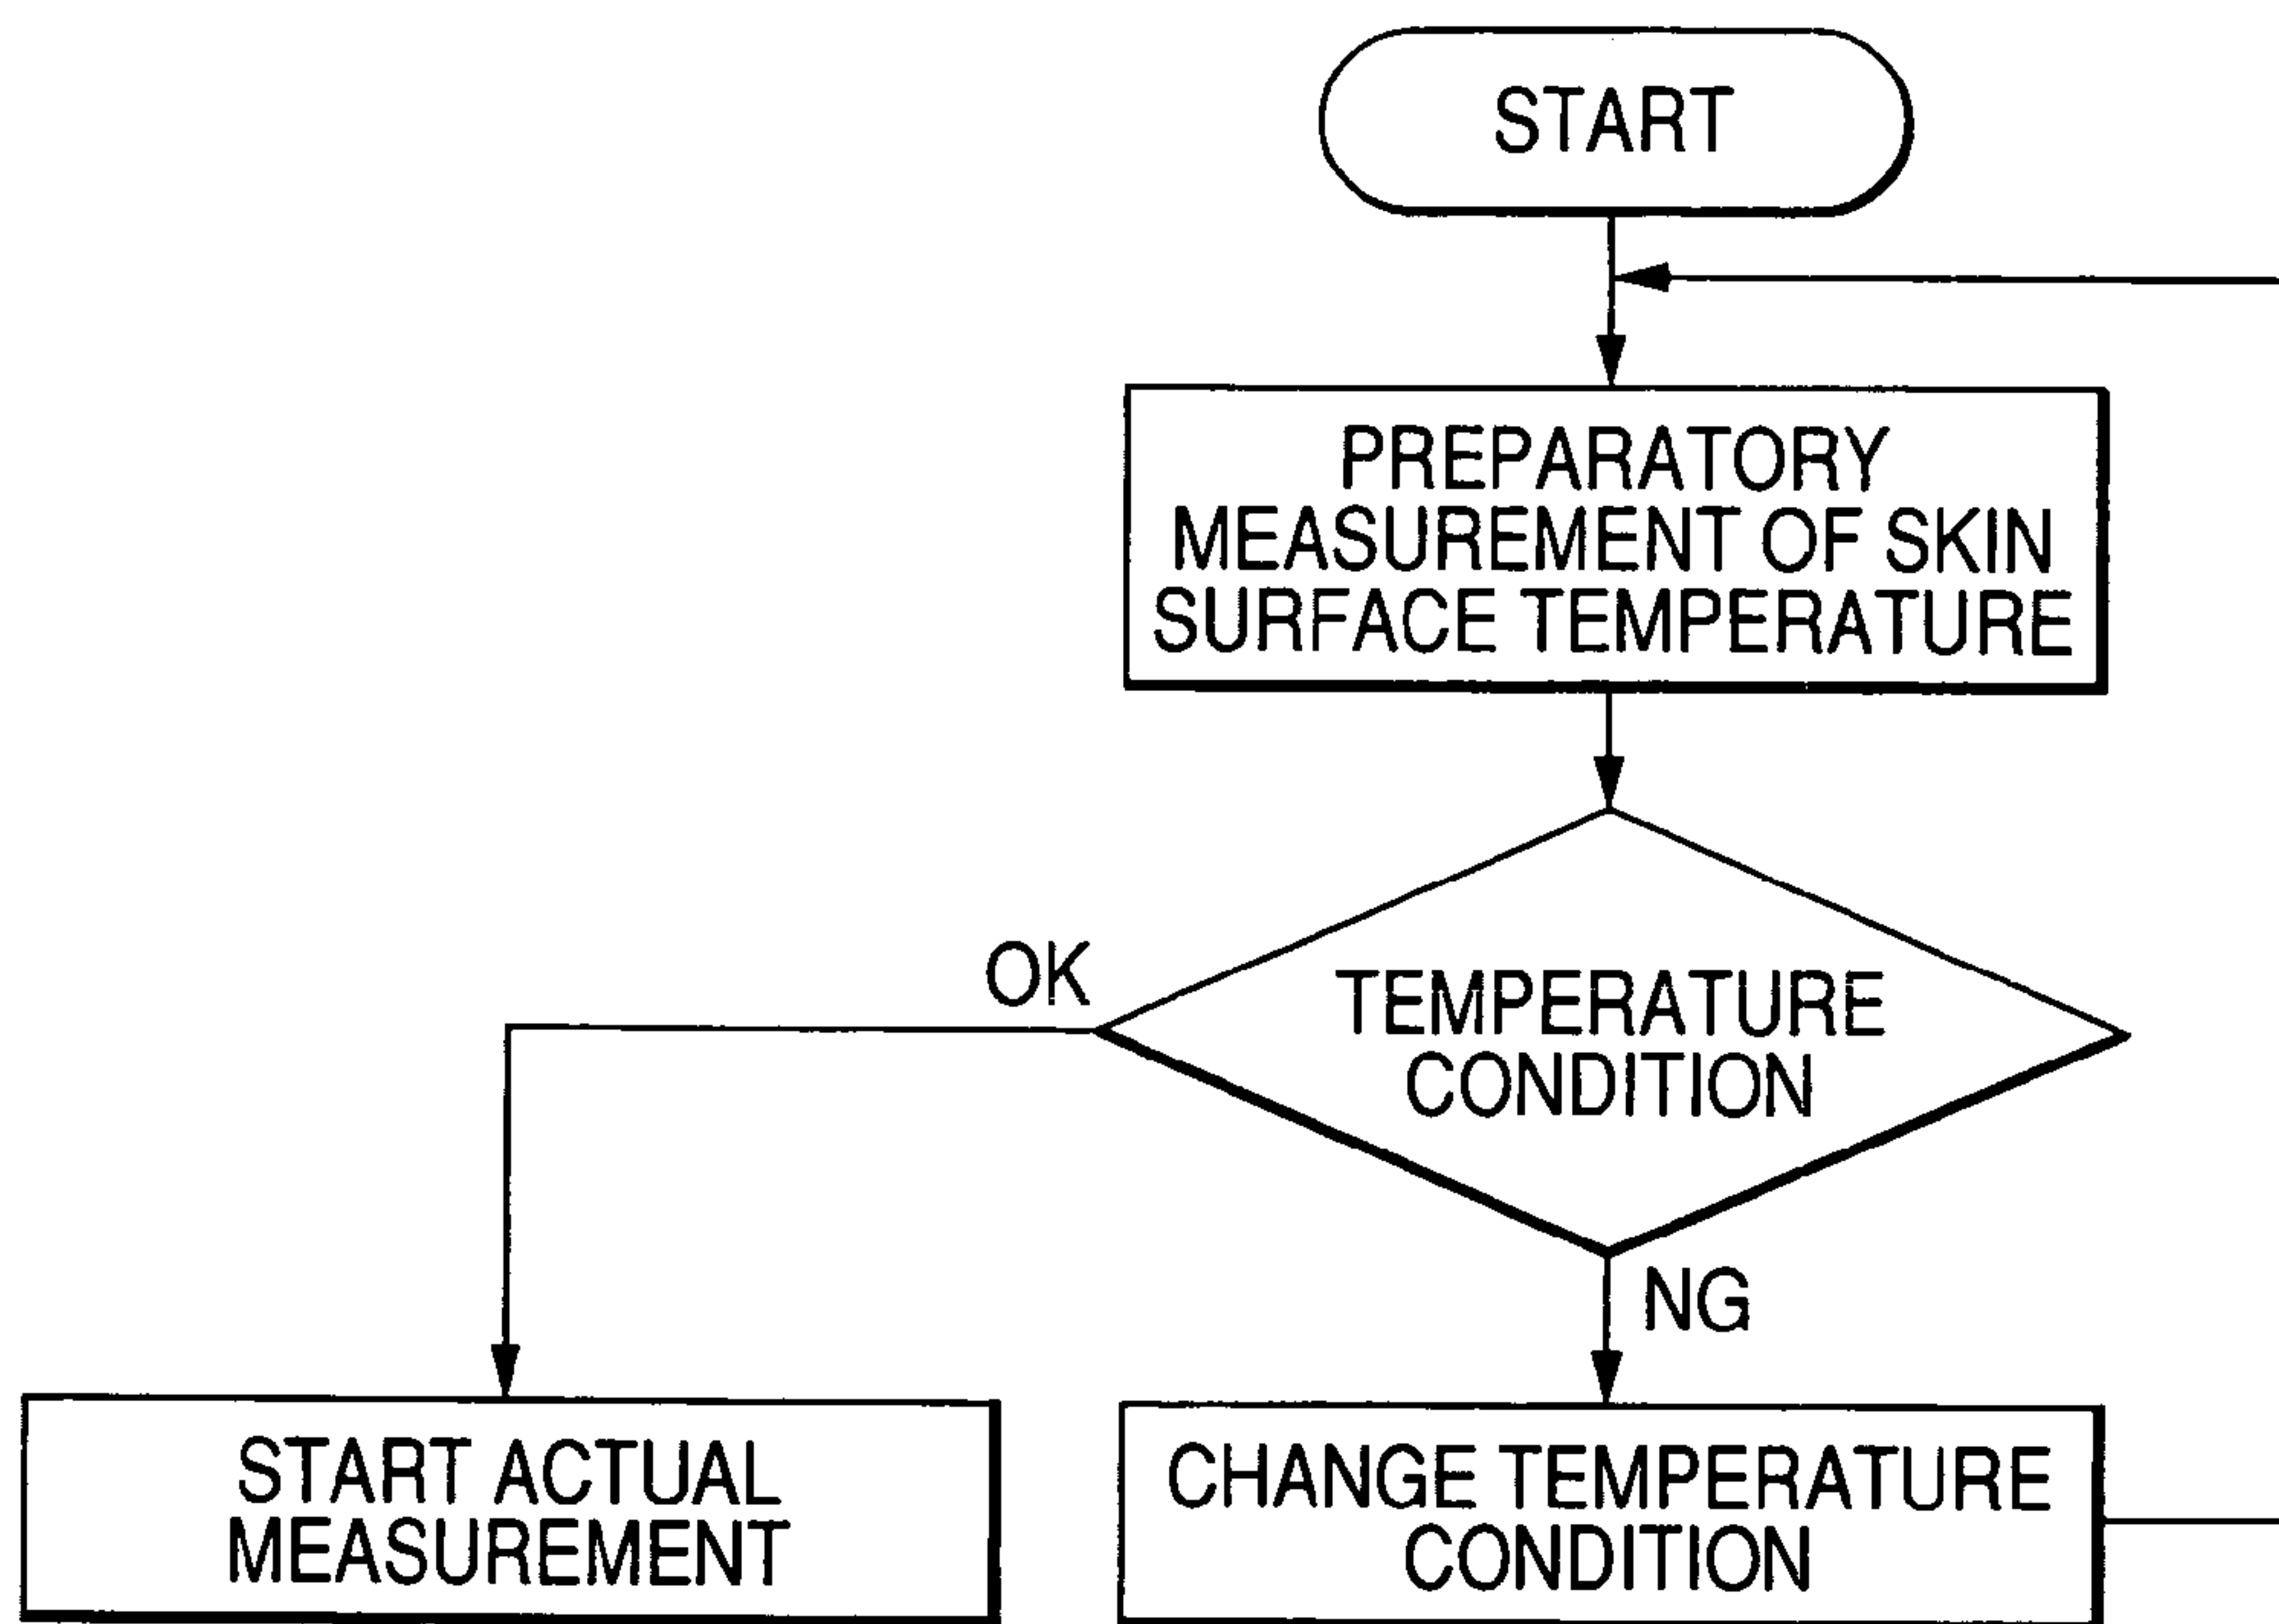 START
PREPARATORY
MEASUREMENT OF SKIN
SURFACE TEMPERATURE
OK
TEMPERATURE
CONDITION
NG
START ACTUAL
MEASUREMENT
CHANGE TEMPERATURE
CONDITION